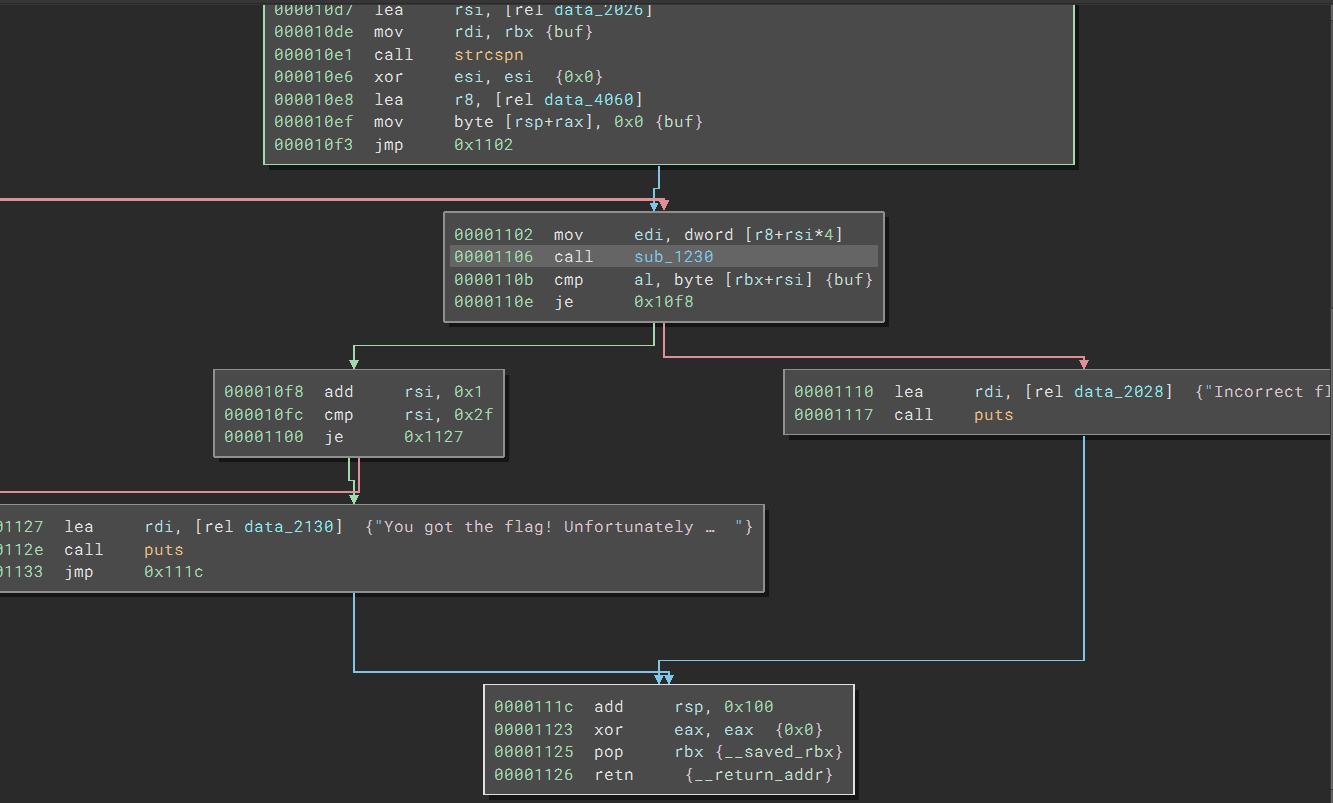 000010d7 lea rsi, [rel data_2026]
000010de mov rdi, rbx {buf}
000010e1 call strcspn
000010e6 xor esi, esi {0x0}
000010e8 lea r8, [rel data_4060]
000010ef mov byte [rsp+rax], 0x0 {buf}
000010f3 jmp 0x1102
00001102 mov edi, dword [r8+rsi*4]
00001106 call sub_1230
0000110b cmp al, byte [rbx+rsi] {buf}
0000110e je 0x10f8
000010f8 add rsi, 0x1
000010fc cmp rsi, 0x2f
00001100 je 0x1127
00001110 lea rdi, [rel data_2028] {"Incorrect fl
00001117 call puts
01127 lea rdi, [rel data_2130] {"You got the flag! Unfortunately … "}
0112e call puts
01133 jmp 0x111c
0000111c add rsp, 0x100
00001123 xor eax, eax {0x0}
00001125 pop rbx {__saved_rbx}
00001126 retn {__return_addr}